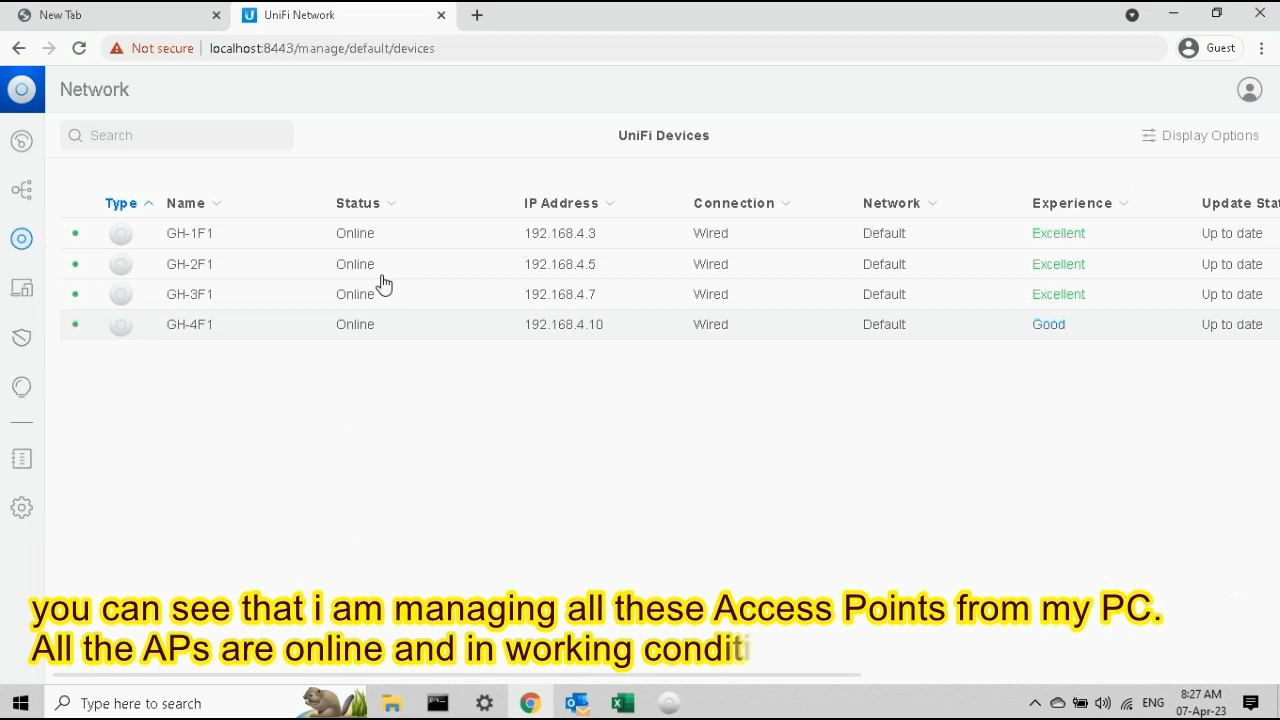 New Tab
UniFi Network
Not secure
localhost:8443/manage/default/devices
Guest
Network
Search
UniFi Devices
Display Options
Type Name Status IP Address Connection Network Experience Update Sta
GH-1F1 Online 192.168.4.3 Wired Default Excellent Up to date
GH-2F1 Online 192.168.4.5 Wired Default Excellent Up to date
GH-3F1 Online 192.168.4.7 Wired Default Excellent Up to date
GH-4F1 Online 192.168.4.10 Wired Default Good Up to date
you can see that i am managing all these Access Points from my PC.
All the APs are online and in working conditi
Type here to search
ENG
8:27 AM
07-Apr-23